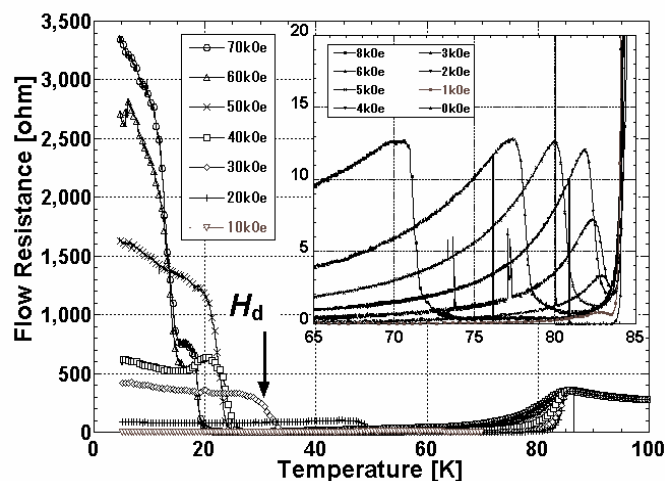 3,500
3,000
2,500
2,000
1,500
1,000
500
0
Flow Resistance [ohm]
70kOe
60kOe
50kOe
40kOe
30kOe
20kOe
10kOe
Hd
20
15
10
5
0
8kOe
6kOe
5kOe
4kOe
3kOe
2kOe
1kOe
0kOe
65 70 75 80 85
0 20 40 60 80 100
Temperature [K]